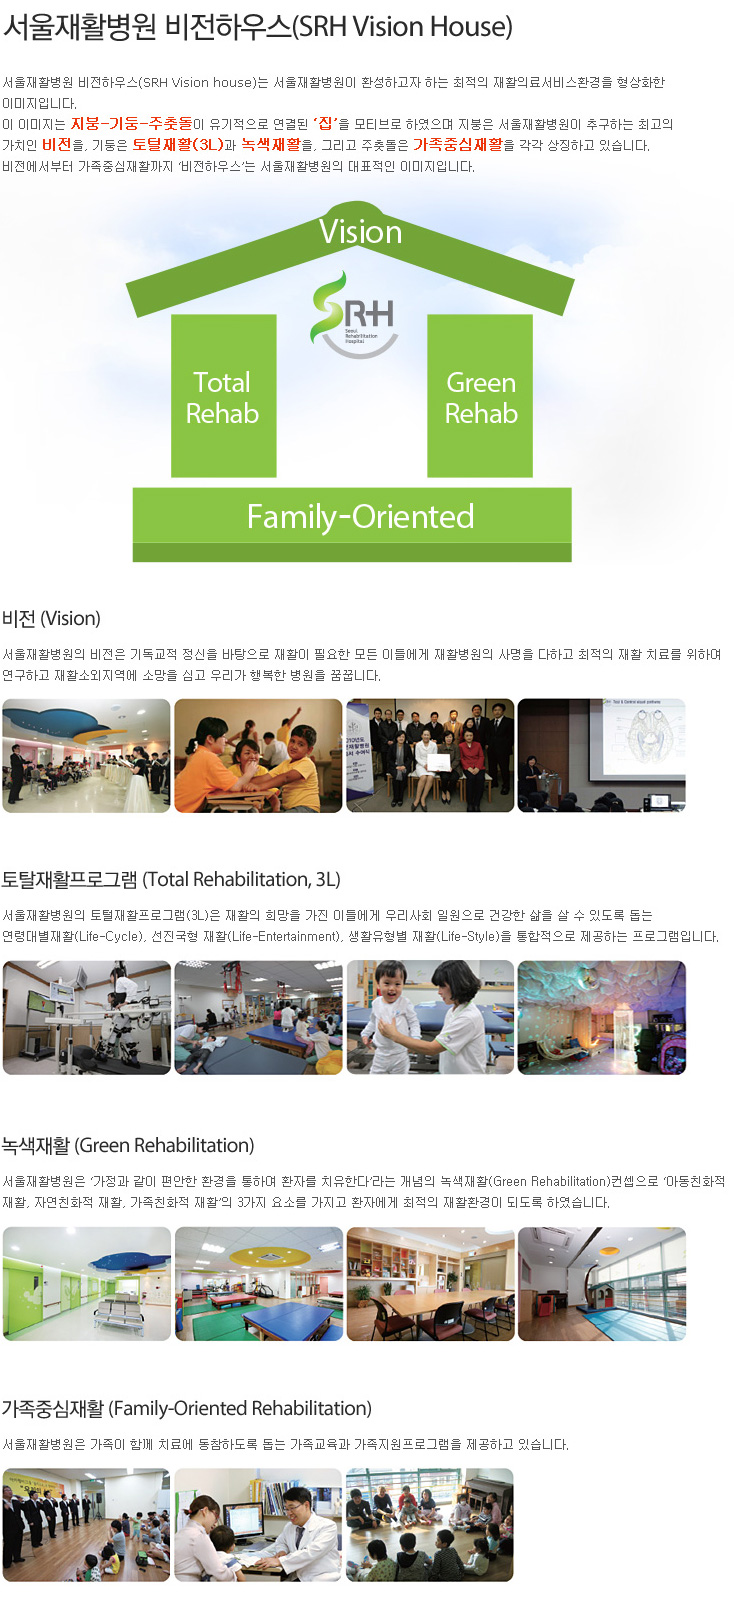 서울재활병원 비전하우스(SRH Vision House)
서울재활병원 비전하우스(SRH Vision house)는 서울재활병원이 환성하고자 하는 최적의 재활의료서비스환경을 형상화한
이미지입니다.
이 이미지는 지붕-기둥-주춧돌이 유기적으로 연결된 ‘집’을 모티브로 하였으며 지붕은 서울재활병원이 추구하는 최고의
가치인 비전을, 기둥은 토탈재활(3L)과 녹색재활을, 그리고 주춧돌은 가족중심재활을 각각 상징하고 있습니다.
비전에서부터 가족중심재활까지 ‘비전하우스’는 서울재활병원의 대표적인 이미지입니다.
Vision
SRH
Seoul
Rehabilitation
Hospital
Total
Rehab
Green
Rehab
Family-Oriented
비전 (Vision)
서울재활병원의 비전은 기독교적 정신을 바탕으로 재활이 필요한 모든 이들에게 재활병원의 사명을 다하고 최적의 재활 치료를 위하여
연구하고 재활소외지역에 소망을 심고 우리가 행복한 병원을 꿈꿉니다.
토탈재활프로그램 (Total Rehabilitation, 3L)
서울재활병원의 토털재활프로그램(3L)은 재활의 희망을 가진 이들에게 우리사회 일원으로 건강한 삶을 살 수 있도록 돕는
연령대별재활(Life-Cycle), 선진국형 재활(Life-Entertainment), 생활유형별 재활(Life-Style)을 통합적으로 제공하는 프로그램입니다.
녹색재활 (Green Rehabilitation)
서울재활병원은 ‘가정과 같이 편안한 환경을 통하여 환자를 치유한다’라는 개념의 녹색재활(Green Rehabilitation)컨셉으로 ‘아동친화적
재활, 자연친화적 재활, 가족친화적 재활’의 3가지 요소를 가지고 환자에게 최적의 재활환경이 되도록 하였습니다.
가족중심재활 (Family-Oriented Rehabilitation)
서울재활병원은 가족이 함께 치료에 동참하도록 돕는 가족교육과 가족지원프로그램을 제공하고 있습니다.